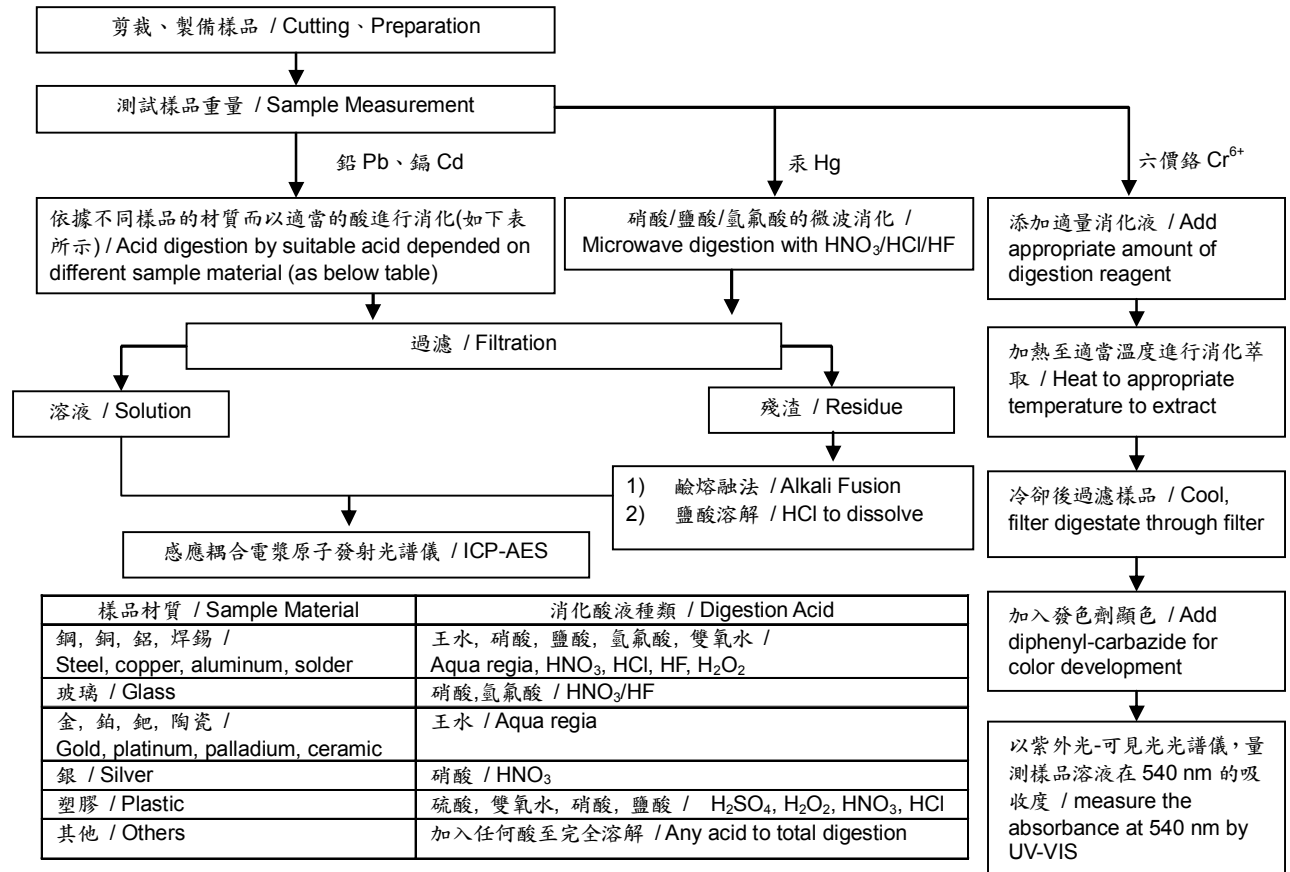 剪裁、製備樣品 / Cutting、Preparation
測試樣品重量 / Sample Measurement
鉛 Pb、鎘 Cd
汞 Hg
六價鉻 Cr⁶⁺
依據不同樣品的材質而以適當的酸進行消化(如下表
所示) / Acid digestion by suitable acid depended on
different sample material (as below table)
硝酸/鹽酸/氫氟酸的微波消化 /
Microwave digestion with HNO₃/HCl/HF
添加適量消化液 / Add
appropriate amount of
digestion reagent
過濾 / Filtration
加熱至適當溫度進行消化萃
取 / Heat to appropriate
temperature to extract
溶液 / Solution
殘渣 / Residue
1) 鹼熔融法 / Alkali Fusion
2) 鹽酸溶解 / HCl to dissolve
冷卻後過濾樣品 / Cool,
filter digestate through filter
感應耦合電漿原子發射光譜儀 / ICP-AES
加入發色劑顯色 / Add
diphenyl-carbazide for
color development
以紫外光-可見光光譜儀，量
測樣品溶液在 540 nm 的吸
收度 / measure the
absorbance at 540 nm by
UV-VIS
樣品材質 / Sample Material 消化酸液種類 / Digestion Acid
鋼, 銅, 鋁, 焊錫 / 王水, 硝酸, 鹽酸, 氫氟酸, 雙氧水 /
Steel, copper, aluminum, solder Aqua regia, HNO₃, HCl, HF, H₂O₂
玻璃 / Glass 硝酸,氫氟酸 / HNO₃/HF
金, 鉑, 鈀, 陶瓷 / 王水 / Aqua regia
Gold, platinum, palladium, ceramic
銀 / Silver 硝酸 / HNO₃
塑膠 / Plastic 硫酸, 雙氧水, 硝酸, 鹽酸 / H₂SO₄, H₂O₂, HNO₃, HCl
其他 / Others 加入任何酸至完全溶解 / Any acid to total digestion